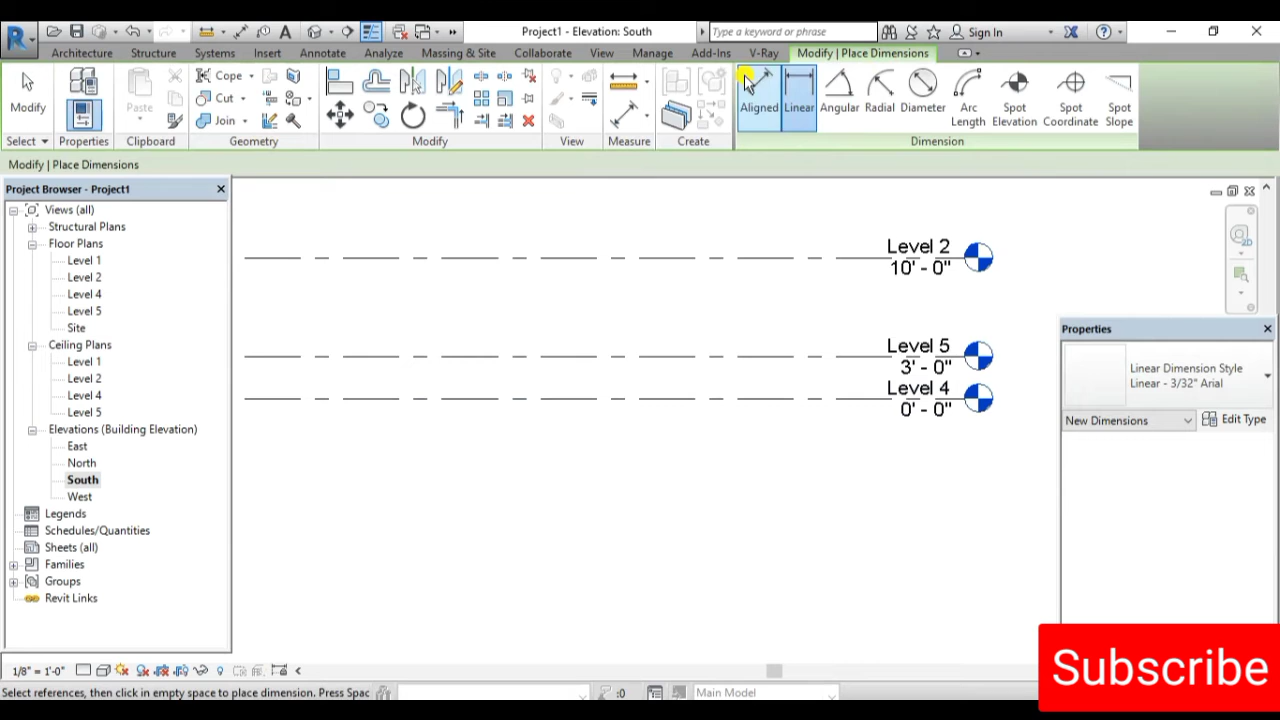 Project1 - Elevation: South
Type a keyword or phrase
Sign In
Architecture Structure Systems Insert Annotate Analyze Massing & Site Collaborate View Manage Add-Ins V-Ray Modify | Place Dimensions
Modify
Paste
Cope
Cut
Join
Aligned Linear Angular Radial Diameter Arc Length Spot Elevation Spot Coordinate Spot Slope
Select Properties Clipboard Geometry Modify View Measure Create Dimension
Modify | Place Dimensions
Project Browser - Project1
Views (all)
Structural Plans
Floor Plans
Level 1
Level 2
Level 4
Level 5
Site
Ceiling Plans
Level 1
Level 2
Level 4
Level 5
Elevations (Building Elevation)
East
North
South
West
Legends
Schedules/Quantities
Sheets (all)
Families
Groups
Revit Links
Level 2
10' - 0"
Level 5
3' - 0"
Level 4
0' - 0"
2D
Properties
Linear Dimension Style
Linear - 3/32" Arial
New Dimensions
Edit Type
Subscribe
1/8" = 1'-0"
Select references, then click in empty space to place dimension. Press Spac
:0
Main Model